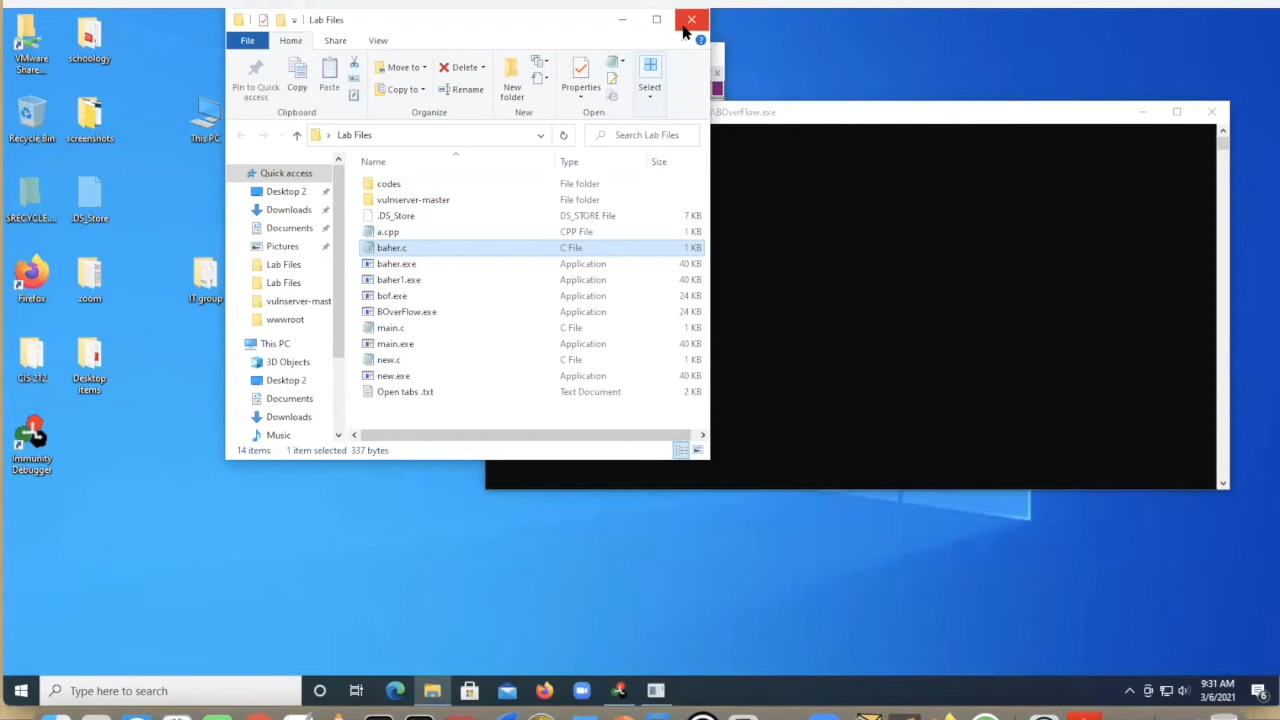 Lab Files
File
Home
Share
View
Pin to Quick
access
Copy
Paste
Move to
Copy to
Delete
Rename
New
folder
Properties
Select
Clipboard
Organize
New
Open
Lab Files
Search Lab Files
Name
Type
Size
Quick access
Desktop 2
Downloads
Documents
Pictures
Lab Files
Lab Files
vulnserver-mast
wwwroot
This PC
3D Objects
Desktop 2
Documents
Downloads
Music
codes File folder
vulnserver-master File folder
.DS_Store DS_STORE File 7 KB
a.cpp CPP File 1 KB
baher.c C File 1 KB
baher.exe Application 40 KB
baher1.exe Application 40 KB
bof.exe Application 24 KB
BOverFlow.exe Application 24 KB
main.c C File 1 KB
main.exe Application 40 KB
new.c C File 1 KB
new.exe Application 40 KB
Open tabs .txt Text Document 2 KB
14 items 1 item selected 337 bytes
\BOverFlow.exe
VMware
Share...
schoology
Recycle Bin
screenshots
This PC
$RECYCLE....
.DS_Store
Firefox
zoom
IT group
CIS 212
Desktop
items
Immunity
Debugger
Type here to search
9:31 AM
3/6/2021
6